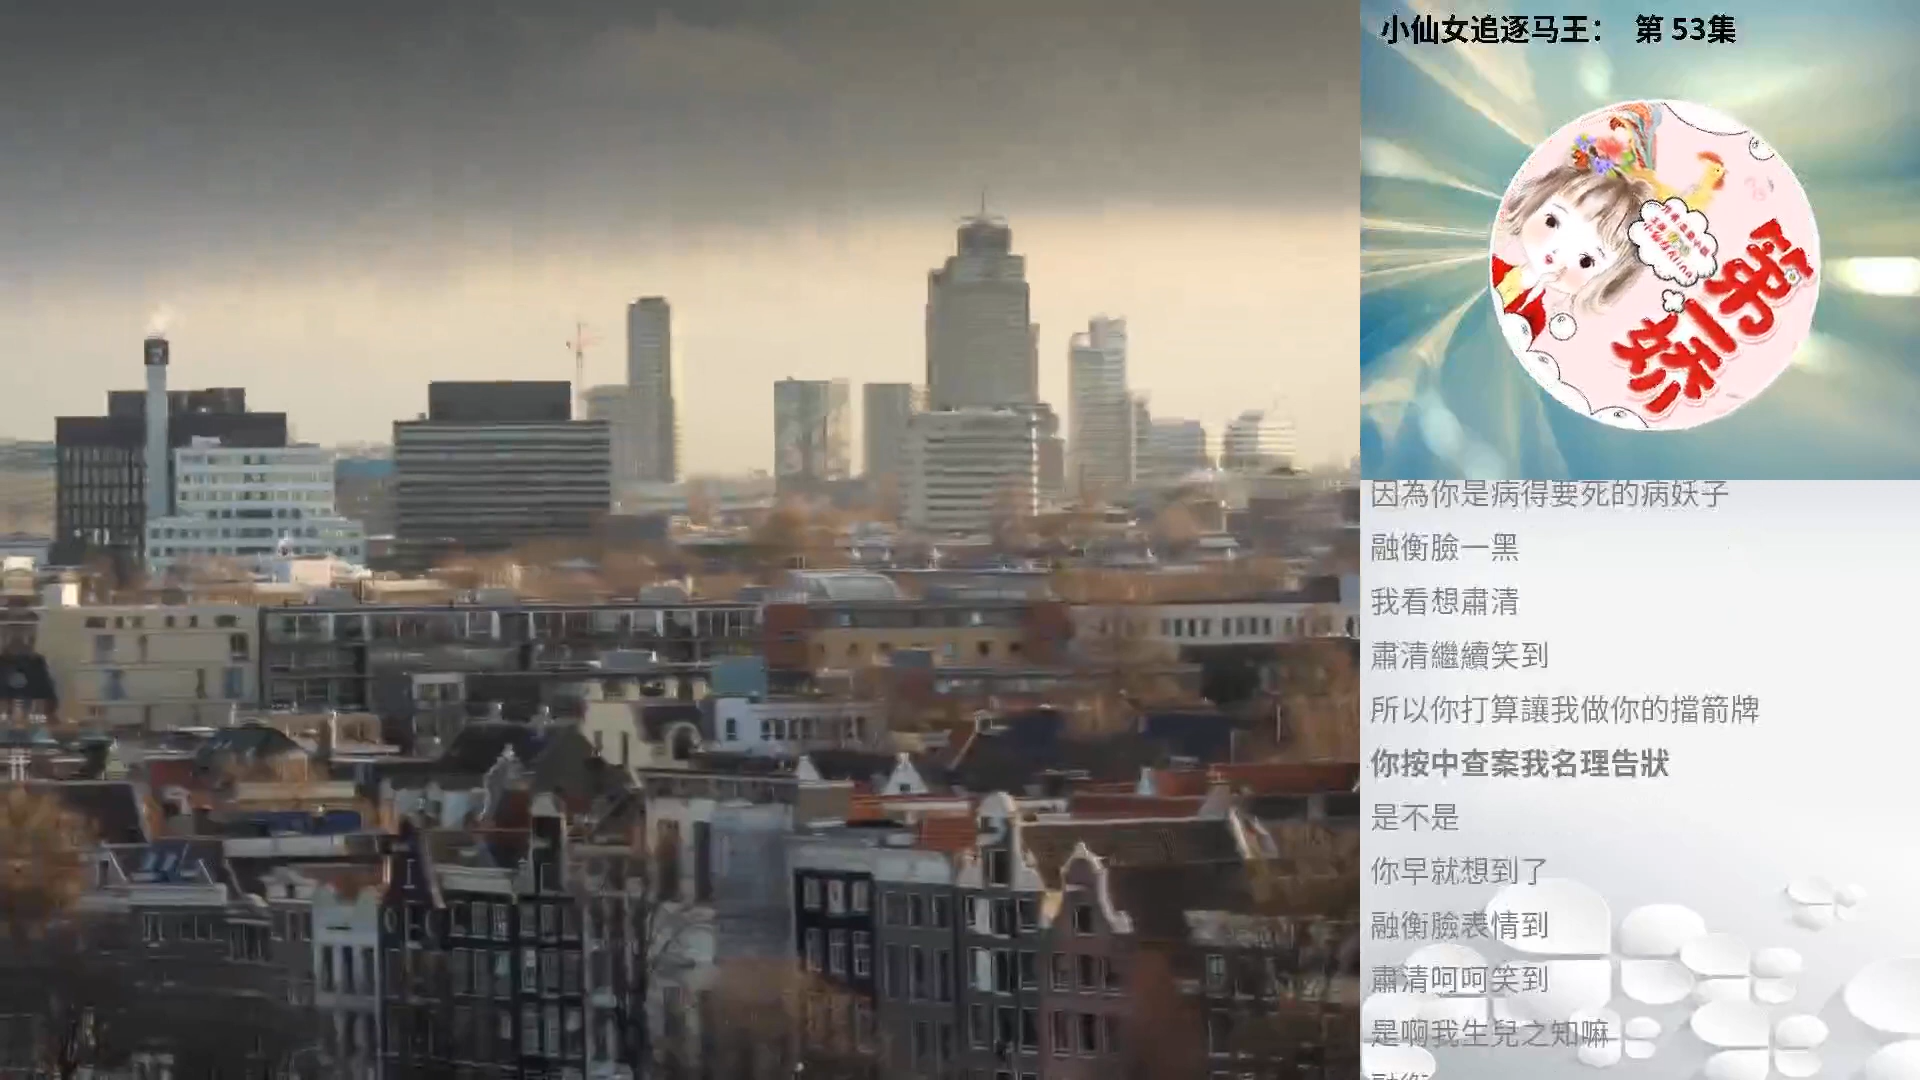 小仙女追逐马王： 第 53集
第一娇
因為你是病得要死的病妖子
融衡臉一黑
我看想肅清
肅清繼續笑到
所以你打算讓我做你的擋箭牌
你按中查案我名理告狀
是不是
你早就想到了
融衡臉表情到
肅清呵呵笑到
是啊我生兒之知嘛